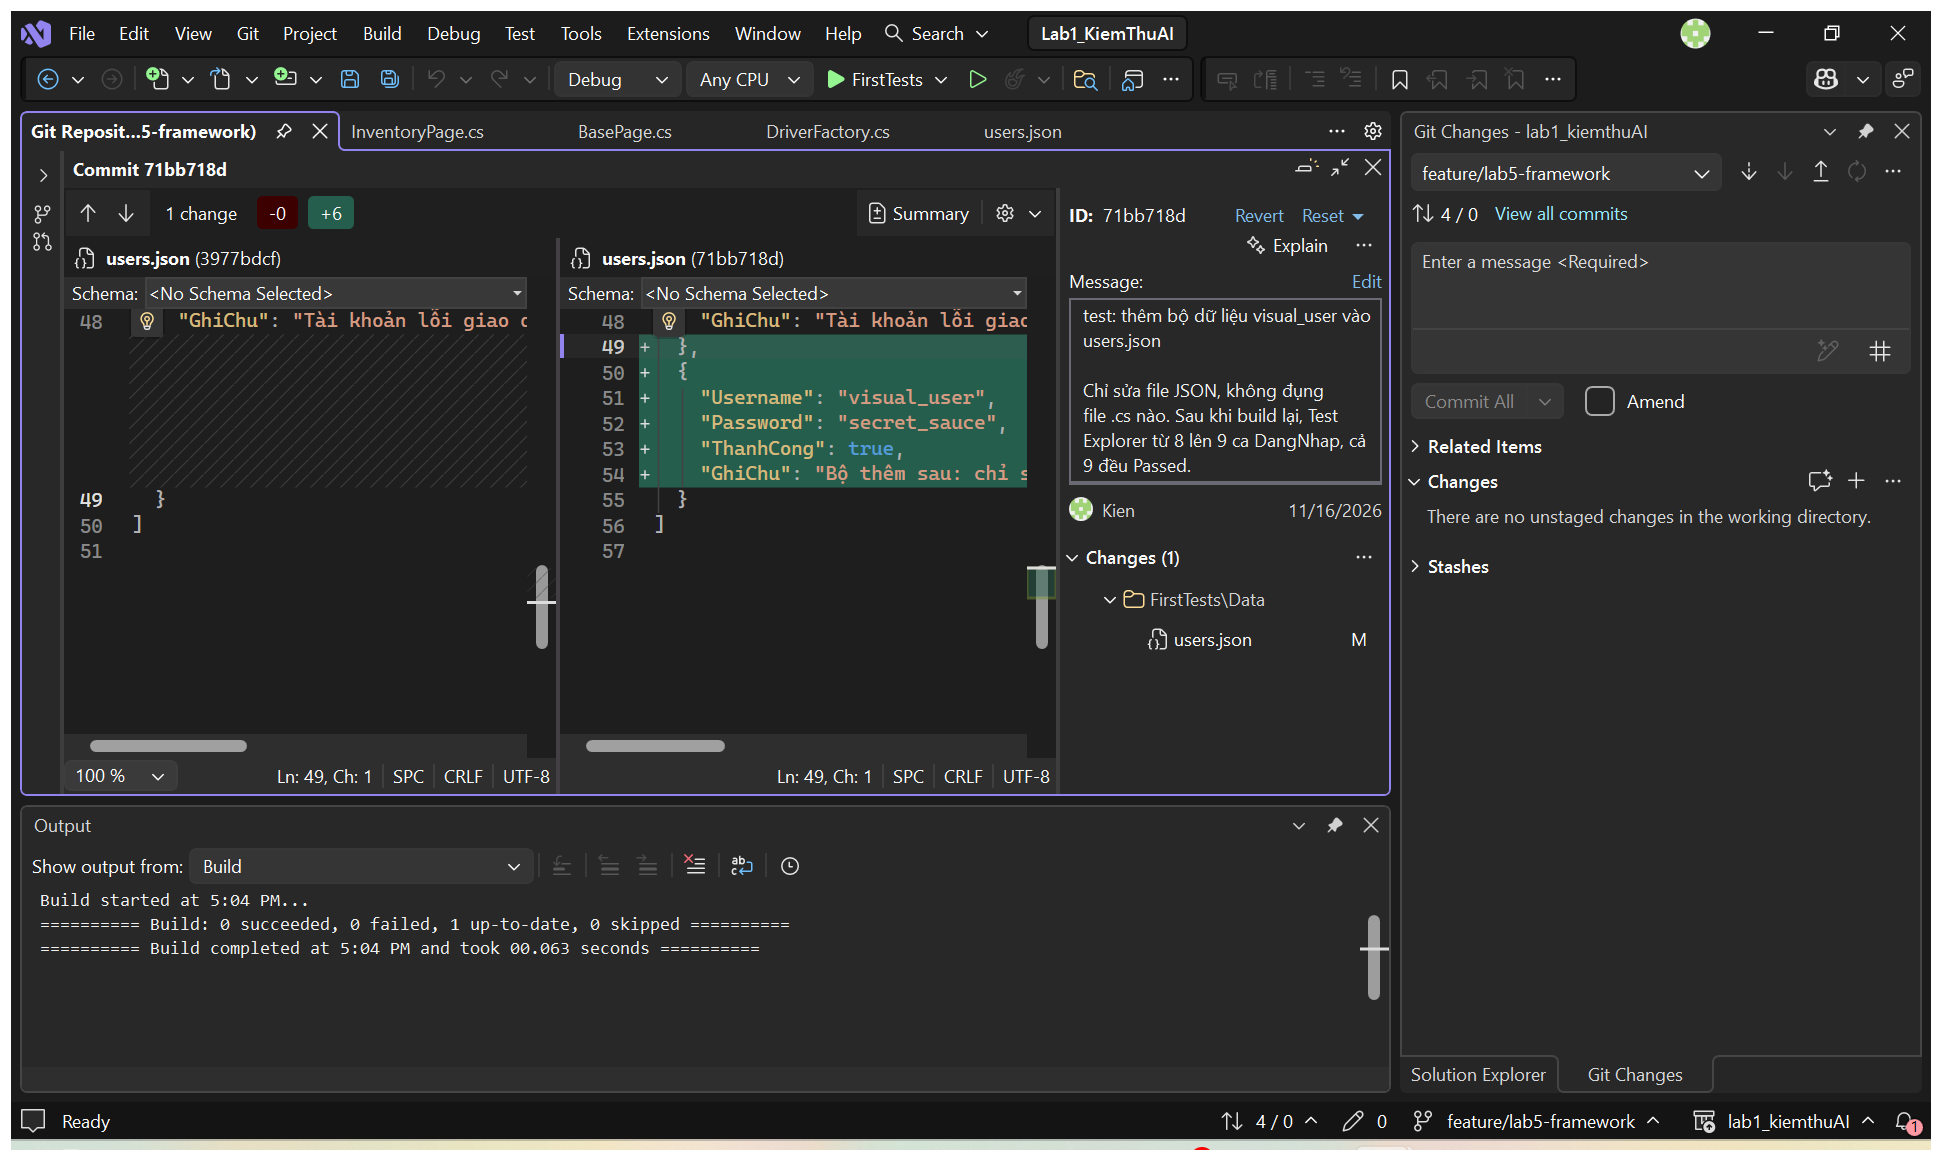 File Edit View Git Project Build Debug Test Tools Extensions Window Help Search Lab1_KiemThuAI
Debug Any CPU FirstTests
Git Reposit...5-framework) InventoryPage.cs BasePage.cs DriverFactory.cs users.json
Commit 71bb718d
1 change -0 +6 Summary
users.json (3977bdcf)
Schema: <No Schema Selected>
48 "GhiChu": "Tài khoản lỗi giao
49 }
50 ]
51
100 % Ln: 49, Ch: 1 SPC CRLF UTF-8
users.json (71bb718d)
Schema: <No Schema Selected>
48 "GhiChu": "Tài khoản lỗi giao
49 + },
50 + {
51 + "Username": "visual_user",
52 + "Password": "secret_sauce",
53 + "ThanhCong": true,
54 + "GhiChu": "Bộ thêm sau: chỉ s
55 }
56 ]
57
Ln: 49, Ch: 1 SPC CRLF UTF-8
ID: 71bb718d Revert Reset
Explain
Message: Edit
test: thêm bộ dữ liệu visual_user vào
users.json
Chỉ sửa file JSON, không đụng
file .cs nào. Sau khi build lại, Test
Explorer từ 8 lên 9 ca DangNhap, cả
9 đều Passed.
Kien 11/16/2026
Changes (1)
FirstTests\Data
users.json M
Output
Show output from: Build
Build started at 5:04 PM...
========== Build: 0 succeeded, 0 failed, 1 up-to-date, 0 skipped ==========
========== Build completed at 5:04 PM and took 00.063 seconds ==========
Git Changes - lab1_kiemthuAI
feature/lab5-framework
4 / 0 View all commits
Enter a message <Required>
Commit All Amend
Related Items
Changes
There are no unstaged changes in the working directory.
Stashes
Solution Explorer Git Changes
Ready 4 / 0 0 feature/lab5-framework lab1_kiemthuAI 1